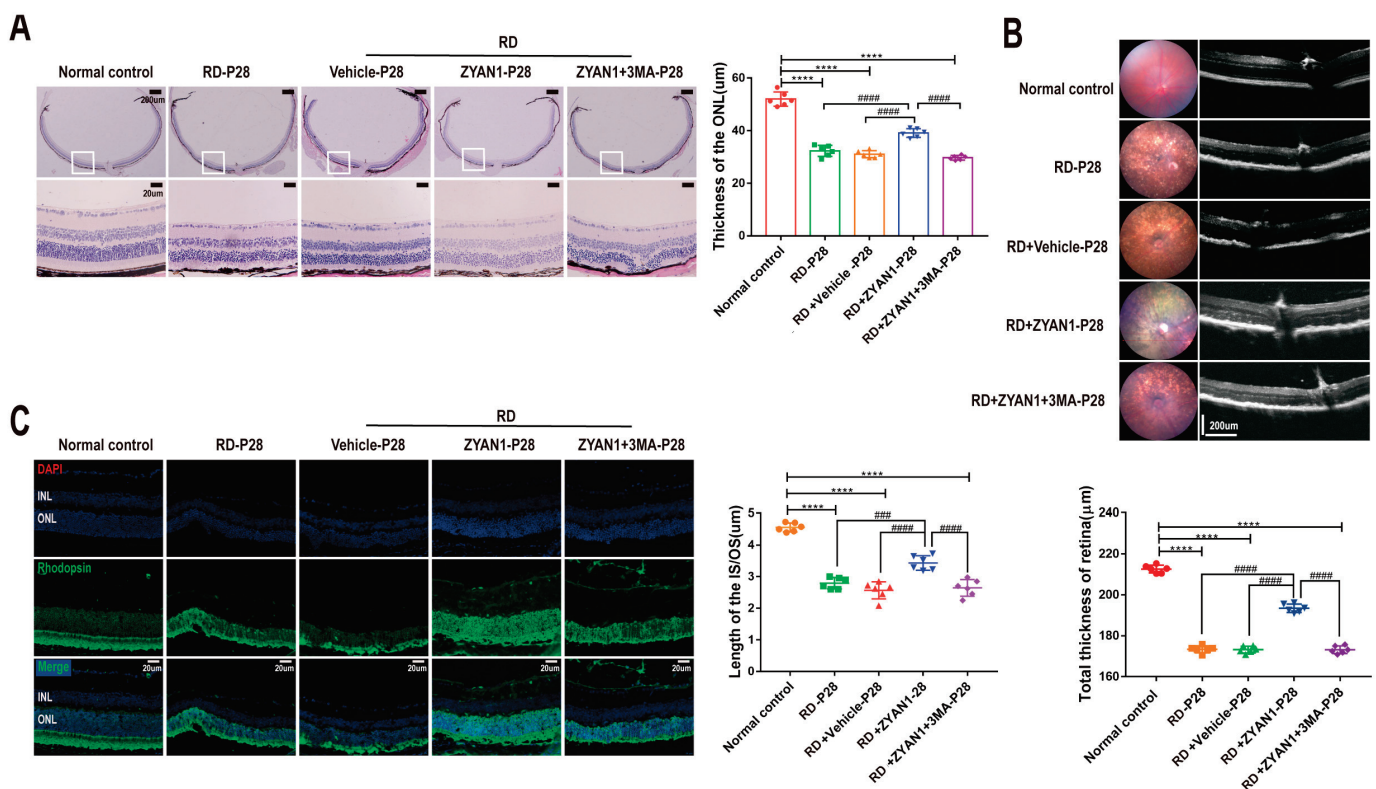 A
RD
Normal control RD-P28 Vehicle-P28 ZYAN1-P28 ZYAN1+3MA-P28
200um
20um
Thickness of the ONL(um)
60
40
20
0
****
****
****
####
####
####
Normal control
RD-P28
RD+Vehicle -P28
RD+ZYAN1-P28
RD+ZYAN1+3MA-P28
B
Normal control
RD-P28
RD+Vehicle-P28
RD+ZYAN1-P28
RD+ZYAN1+3MA-P28
200um
C
RD
Normal control RD-P28 Vehicle-P28 ZYAN1-P28 ZYAN1+3MA-P28
DAPI
INL
ONL
Rhodopsin
Merge
20um 20um 20um 20um 20um
INL
ONL
Length of the IS/OS(um)
5
4
3
2
1
0
****
****
****
###
####
####
Normal control
RD-P28
RD+Vehicle-P28
RD +ZYAN1-28
RD +ZYAN1+3MA-P28
Total thickness of retina(μm)
220
200
180
160
****
****
****
####
####
####
Normal control
RD-P28
RD+Vehicle-P28
RD+ZYAN1-P28
RD+ZYAN1+3MA-P28